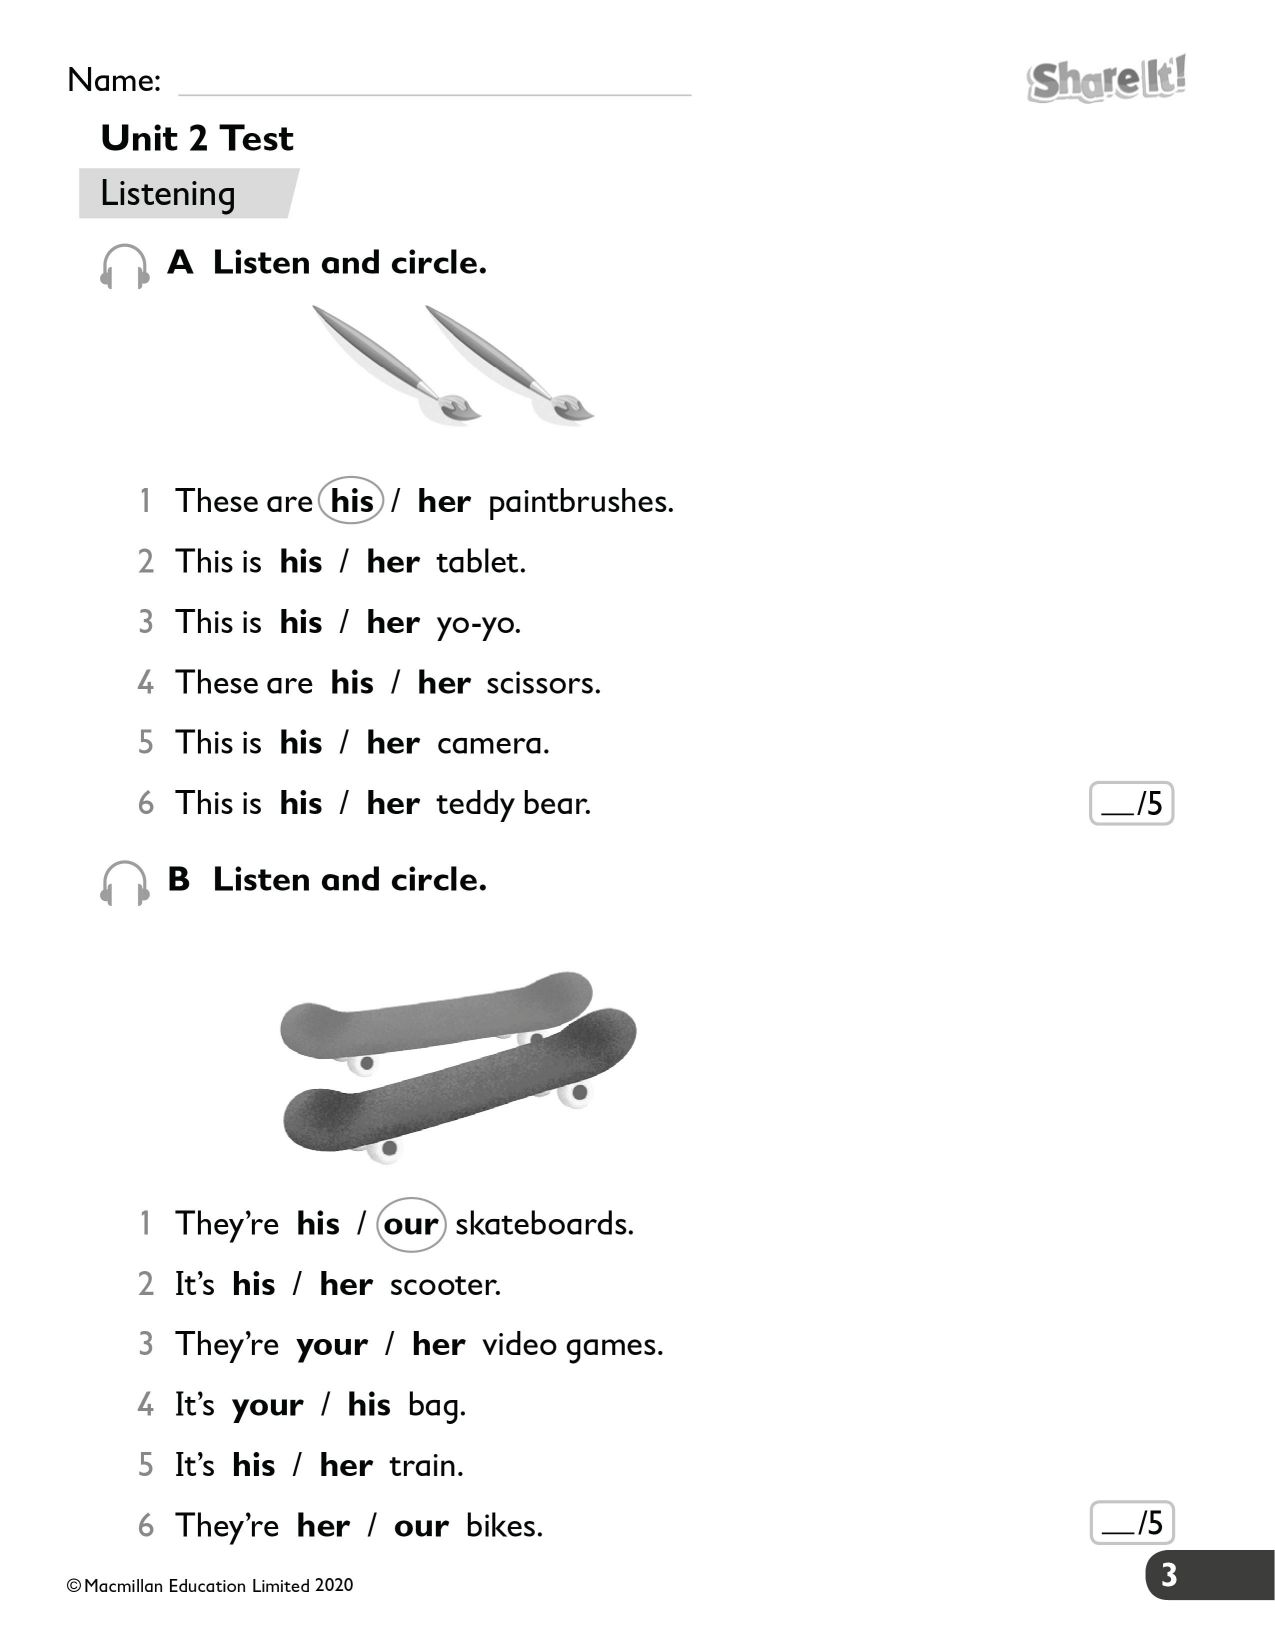 Name:
Share It!
Unit 2 Test
Listening
A Listen and circle.
1 These are his / her paintbrushes.
2 This is his / her tablet.
3 This is his / her yo-yo.
4 These are his / her scissors.
5 This is his / her camera.
6 This is his / her teddy bear.
__/5
B Listen and circle.
1 They’re his / our skateboards.
2 It’s his / her scooter.
3 They’re your / her video games.
4 It’s your / his bag.
5 It’s his / her train.
6 They’re her / our bikes.
__/5
© Macmillan Education Limited 2020
3